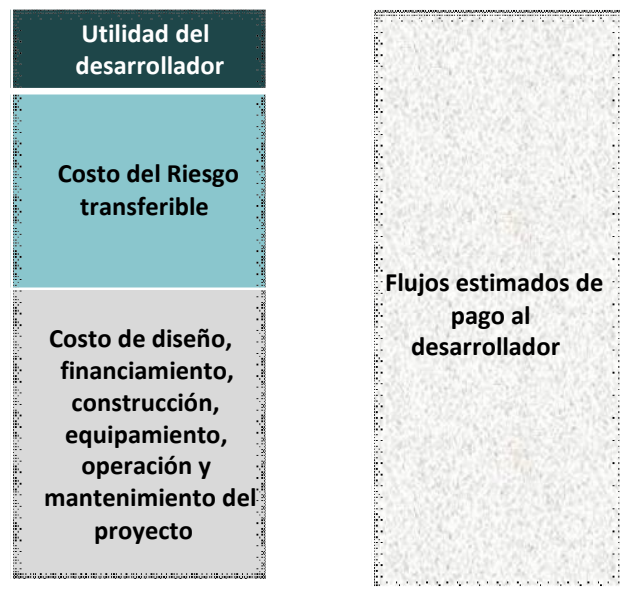 Utilidad del
desarrollador
Costo del Riesgo
transferible
Costo de diseño,
financiamiento,
construcción,
equipamiento,
operación y
mantenimiento del
proyecto
Flujos estimados de
pago al
desarrollador